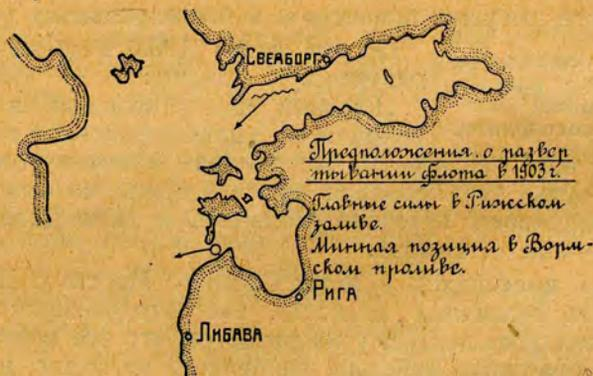 Свеаборг
Предположения о развер
тывании флота в 1903 г.
Главные силы в Рижском
заливе.
Минная позиция в Ворм-
ском проливе.
Рига
Либава